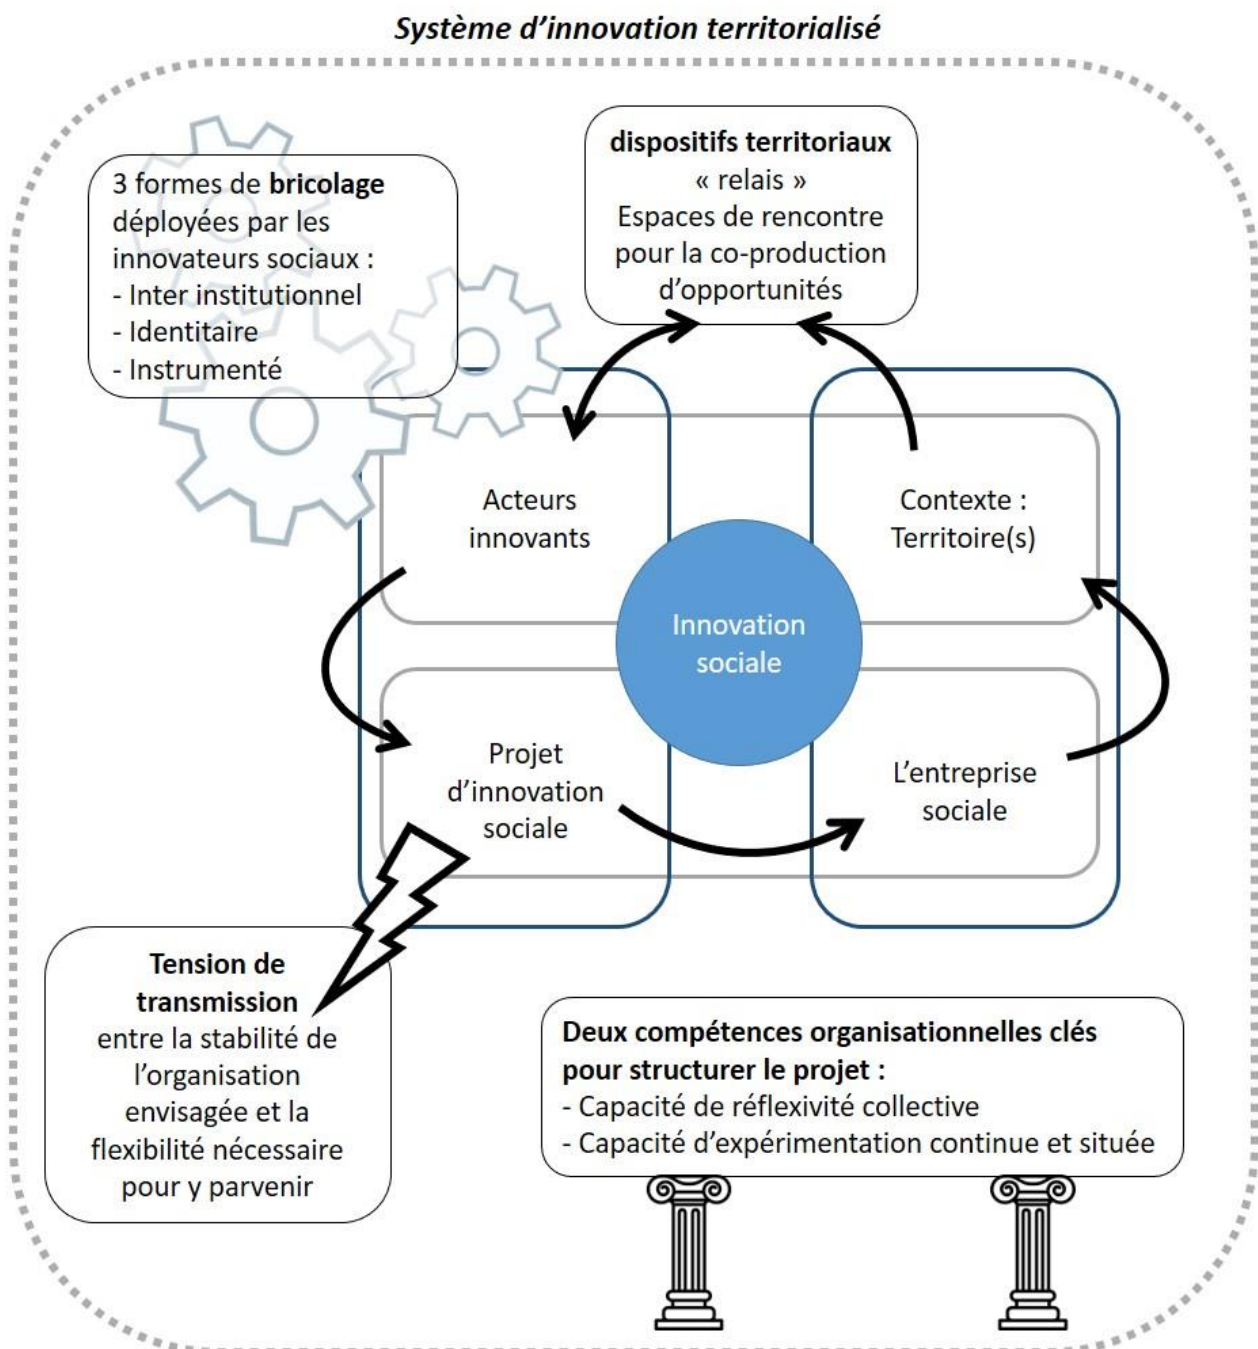 Système d’innovation territorialisé
3 formes de bricolage
déployées par les
innovateurs sociaux :
- Inter institutionnel
- Identitaire
- Instrumenté
dispositifs territoriaux
« relais »
Espaces de rencontre
pour la co-production
d’opportunités
Acteurs
innovants
Contexte :
Territoire(s)
Innovation
sociale
Projet
d’innovation
sociale
L’entreprise
sociale
Tension de
transmission
entre la stabilité de
l’organisation
envisagée et la
flexibilité nécessaire
pour y parvenir
Deux compétences organisationnelles clés
pour structurer le projet :
- Capacité de réflexivité collective
- Capacité d’expérimentation continue et située